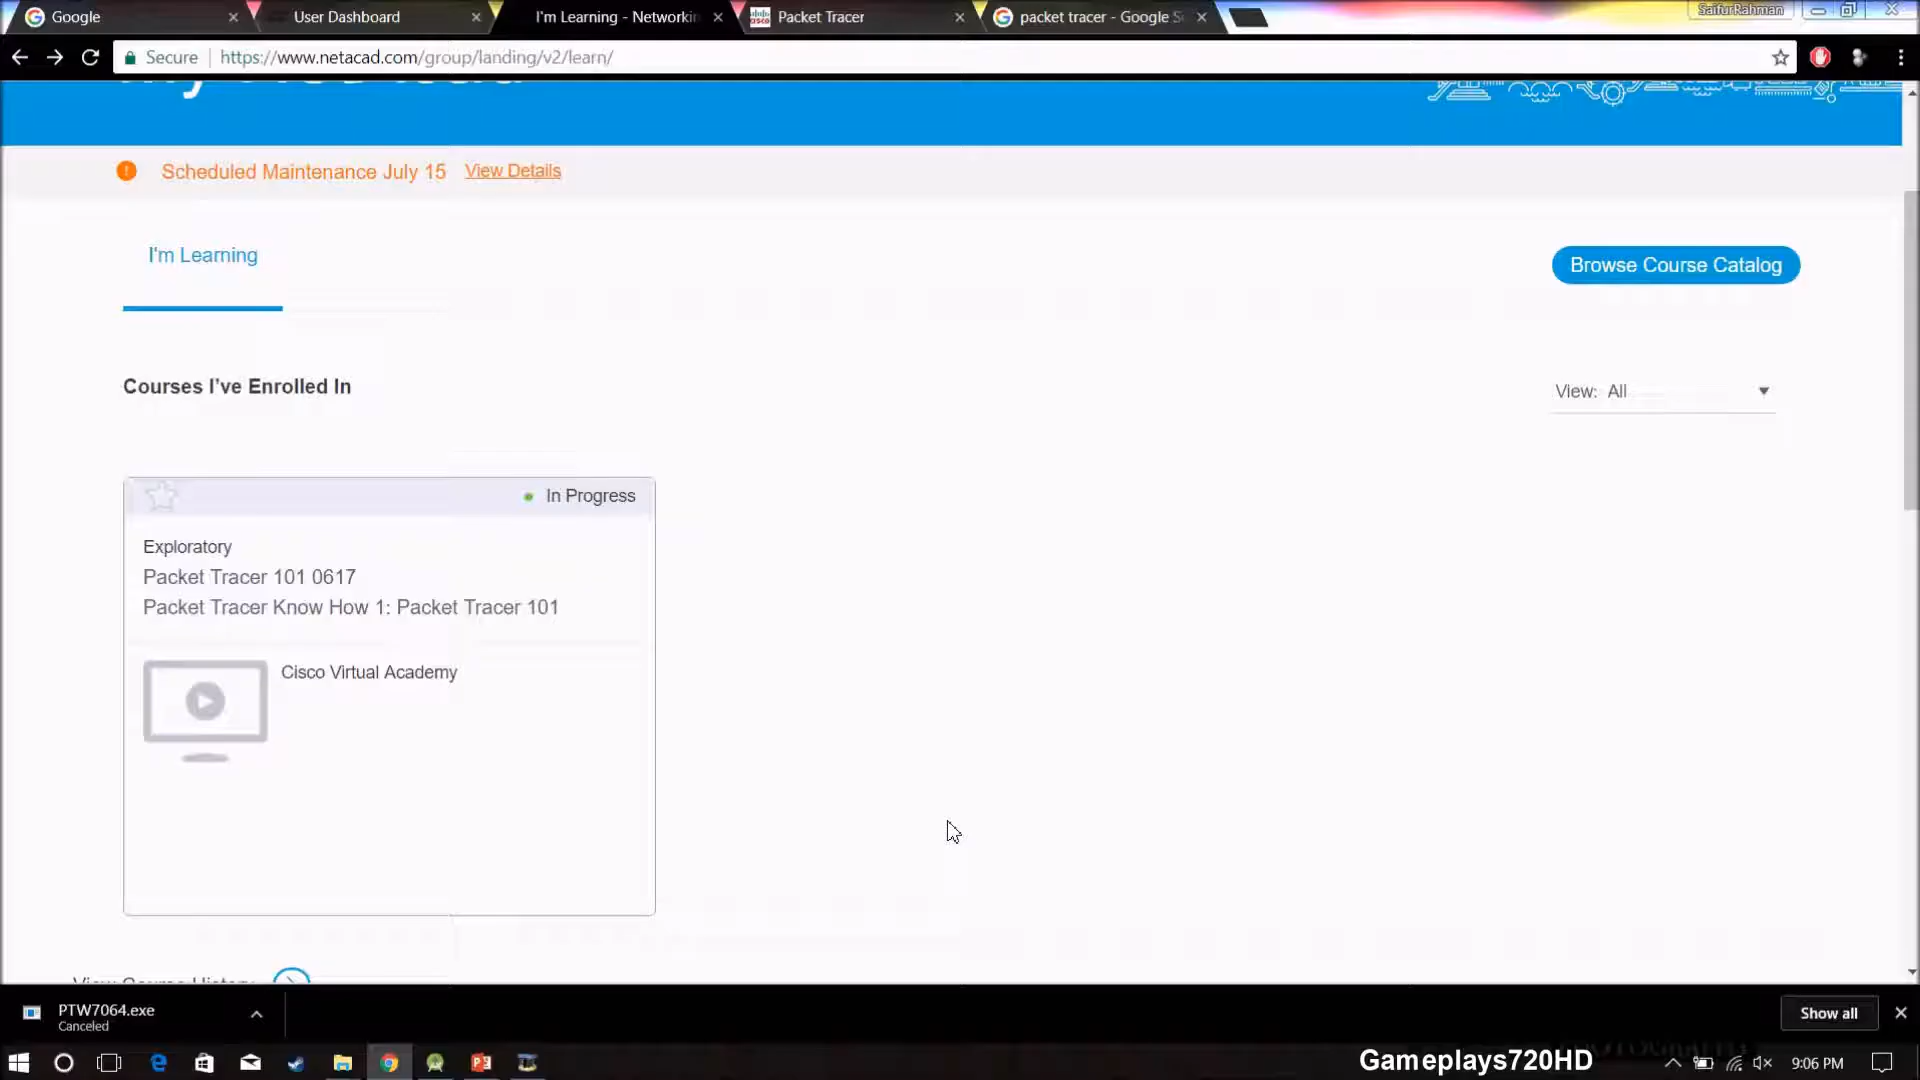 Google
User Dashboard
I'm Learning - Networkin
Packet Tracer
packet tracer - Google S
SaifurRahman
Secure
https://www.netacad.com/group/landing/v2/learn/
Scheduled Maintenance July 15 View Details
I'm Learning
Browse Course Catalog
Courses I've Enrolled In
View: All
In Progress
Exploratory
Packet Tracer 101 0617
Packet Tracer Know How 1: Packet Tracer 101
Cisco Virtual Academy
View Course History
PTW7064.exe
Canceled
Show all
Gameplays720HD
9:06 PM